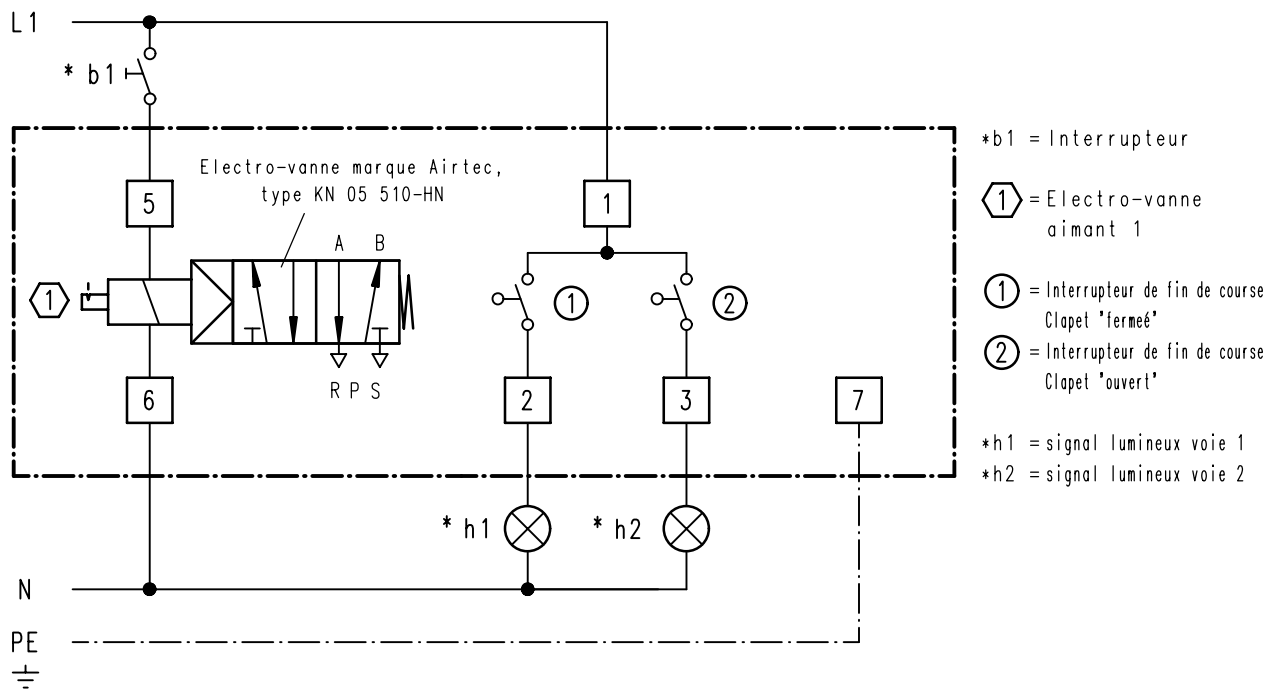 L1
* b1
Electro-vanne marque Airtec,
type KN 05 510-HN
5
1
A B
1
1
2
R P S
6
2
3
7
* h1
* h2
N
PE
*b1 = Interrupteur
1 = Electro-vanne
aimant 1
1 = Interrupteur de fin de course
Clapet "fermeé"
2 = Interrupteur de fin de course
Clapet "ouvert"
*h1 = signal lumineux voie 1
*h2 = signal lumineux voie 2